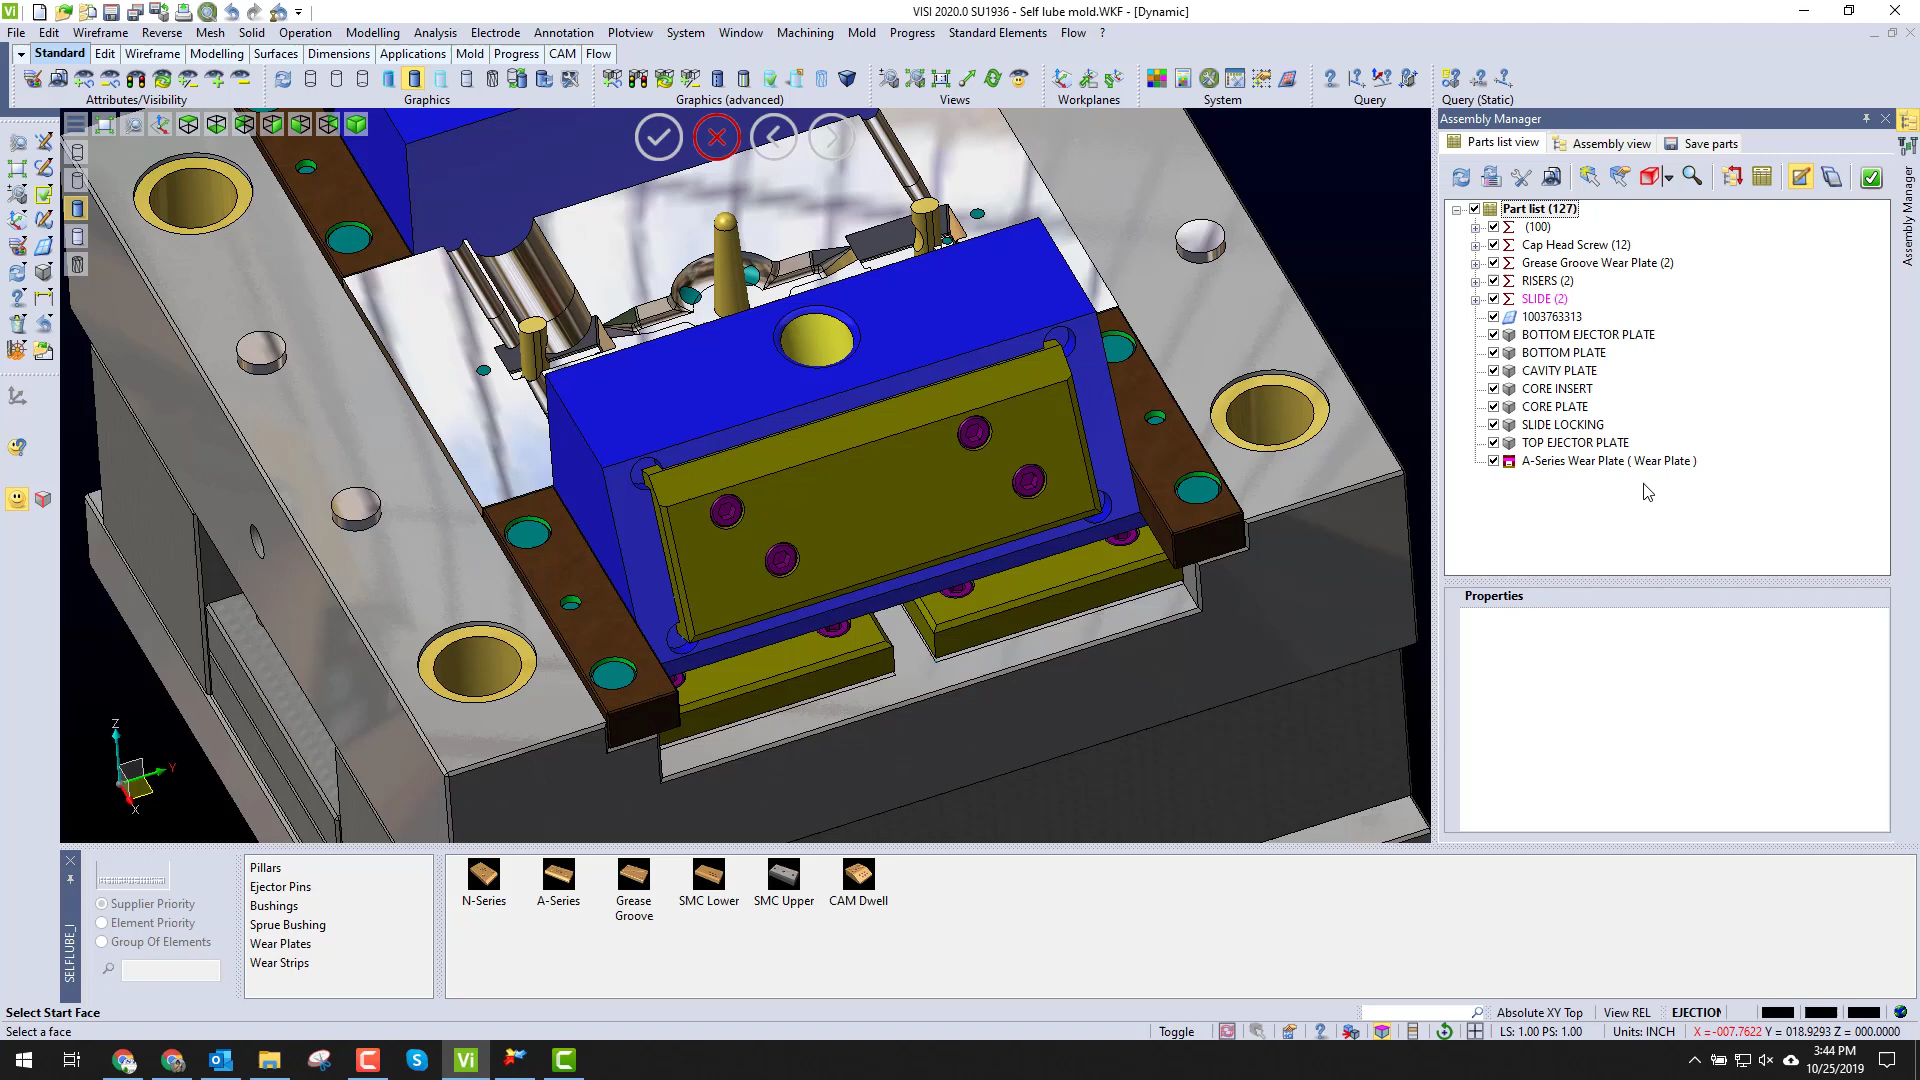 Vi
VISI 2020.0 SU1936 - Self lube mold.WKF - [Dynamic]
File Edit Wireframe Reverse Mesh Solid Operation Modelling Analysis Electrode Annotation Plotview System Window Machining Mold Progress Standard Elements Flow ?
Standard Edit Wireframe Modelling Surfaces Dimensions Applications Mold Progress CAM Flow
Attributes/Visibility Graphics Graphics (advanced) Views Workplanes System Query Query (Static)
Assembly Manager
Parts list view Assembly view Save parts
Assembly Manager
Part list (127)
(100)
Cap Head Screw (12)
Grease Groove Wear Plate (2)
RISERS (2)
SLIDE (2)
1003763313
BOTTOM EJECTOR PLATE
BOTTOM PLATE
CAVITY PLATE
CORE INSERT
CORE PLATE
SLIDE LOCKING
TOP EJECTOR PLATE
A-Series Wear Plate ( Wear Plate )
Properties
Z
Y
X
SELFLUBE_I
Supplier Priority
Element Priority
Group Of Elements
Pillars
Ejector Pins
Bushings
Sprue Bushing
Wear Plates
Wear Strips
N-Series A-Series Grease Groove SMC Lower SMC Upper CAM Dwell
Select Start Face
Absolute XY Top View REL EJECTION
Select a face
Toggle LS: 1.00 PS: 1.00 Units: INCH X =-007.7622 Y = 018.9293 Z = 000.0000
Vi
3:44 PM
10/25/2019